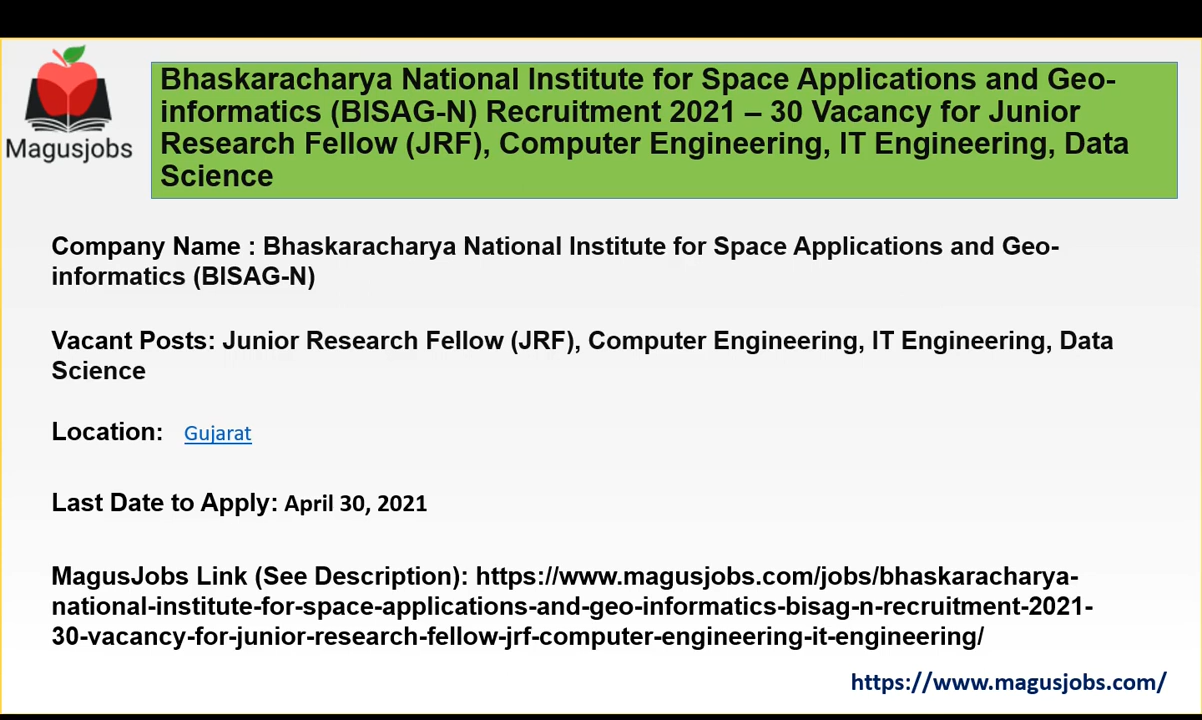 Magusjobs
Bhaskaracharya National Institute for Space Applications and Geo-
informatics (BISAG-N) Recruitment 2021 – 30 Vacancy for Junior
Research Fellow (JRF), Computer Engineering, IT Engineering, Data
Science
Company Name : Bhaskaracharya National Institute for Space Applications and Geo-
informatics (BISAG-N)
Vacant Posts: Junior Research Fellow (JRF), Computer Engineering, IT Engineering, Data
Science
Location: Gujarat
Last Date to Apply: April 30, 2021
MagusJobs Link (See Description): https://www.magusjobs.com/jobs/bhaskaracharya-
national-institute-for-space-applications-and-geo-informatics-bisag-n-recruitment-2021-
30-vacancy-for-junior-research-fellow-jrf-computer-engineering-it-engineering/
https://www.magusjobs.com/